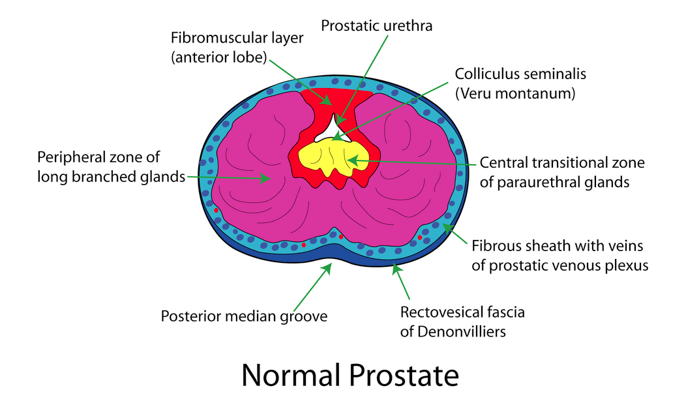 Prostatic urethra
Fibromuscular layer
(anterior lobe)
Colliculus seminalis
(Veru montanum)
Peripheral zone of
long branched glands
Central transitional zone
of paraurethral glands
Fibrous sheath with veins
of prostatic venous plexus
Posterior median groove
Rectovesical fascia
of Denonvilliers
Normal Prostate